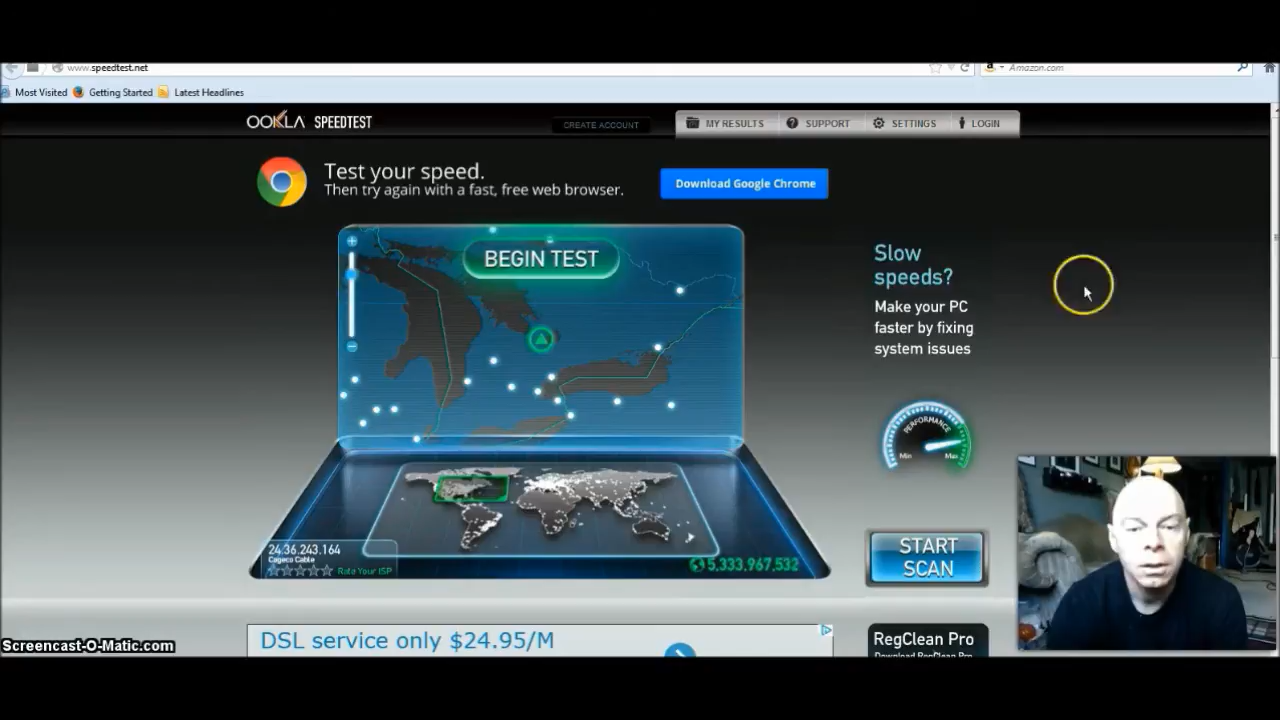 www.speedtest.net
Amazon.com
Most Visited Getting Started Latest Headlines
OOKLA SPEEDTEST
CREATE ACCOUNT
MY RESULTS SUPPORT SETTINGS LOGIN
Test your speed.
Then try again with a fast, free web browser.
Download Google Chrome
BEGIN TEST
Slow
speeds?
Make your PC
faster by fixing
system issues
PERFORMANCE
Min Max
24.36.243.164
Cogeco Cable
Rate Your ISP
5,333,967,532
START
SCAN
DSL service only $24.95/M
RegClean Pro
Download RegClean Pro
Screencast-O-Matic.com